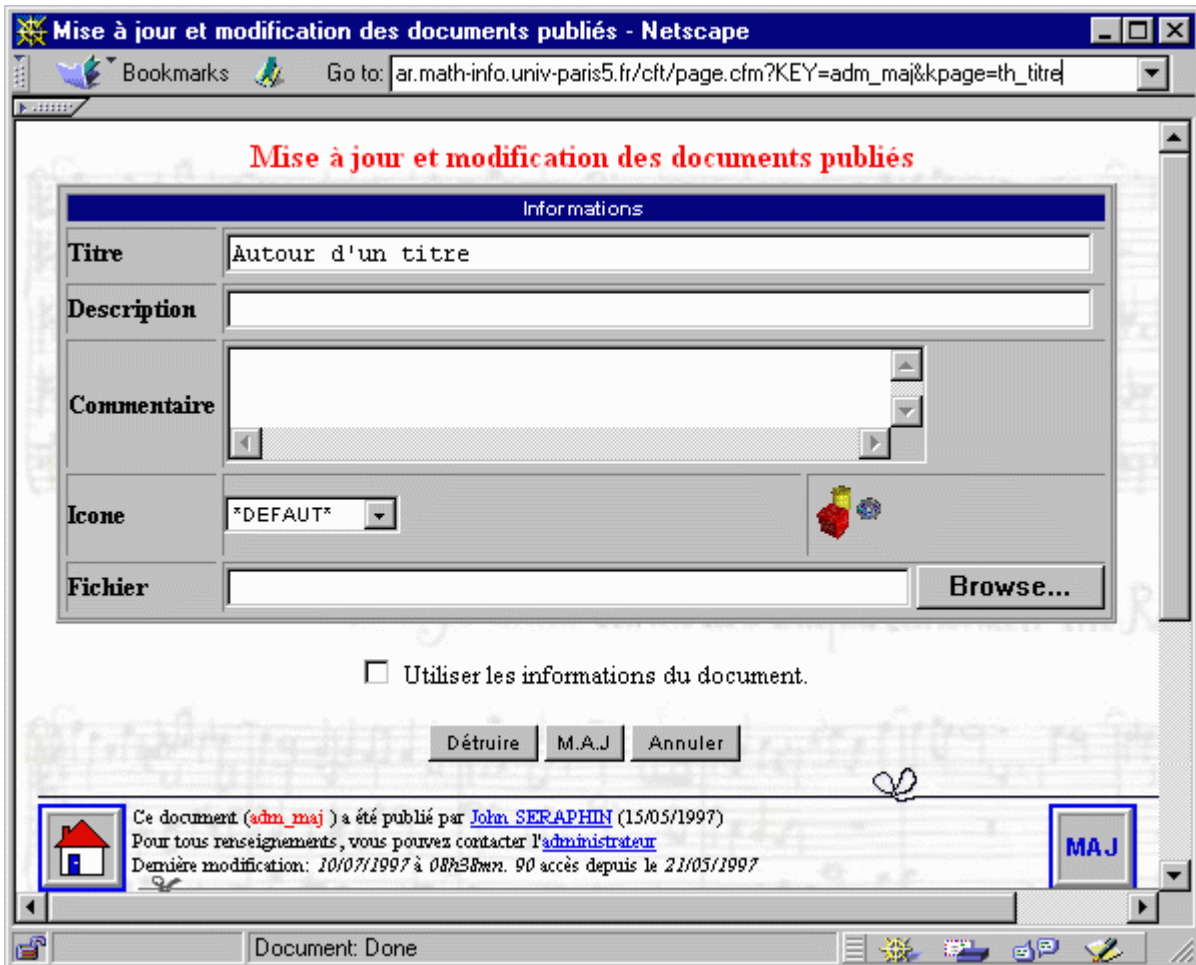 Mise à jour et modification des documents publiés - Netscape
Bookmarks Go to: ar.math-info.univ-paris5.fr/cft/page.cfm?KEY=adm_maj&kpage=th_titre
Mise à jour et modification des documents publiés
Informations
Titre Autour d'un titre
Description
Commentaire
Icone *DEFAUT*
Fichier Browse...
Utiliser les informations du document.
Détruire M.A.J Annuler
Ce document (adm_maj ) a été publié par John SERAPHIN (15/05/1997)
Pour tous renseignements, vous pouvez contacter l'administrateur
Dernière modification: 10/07/1997 à 08h38mn. 90 accès depuis le 21/05/1997
MAJ
Document: Done